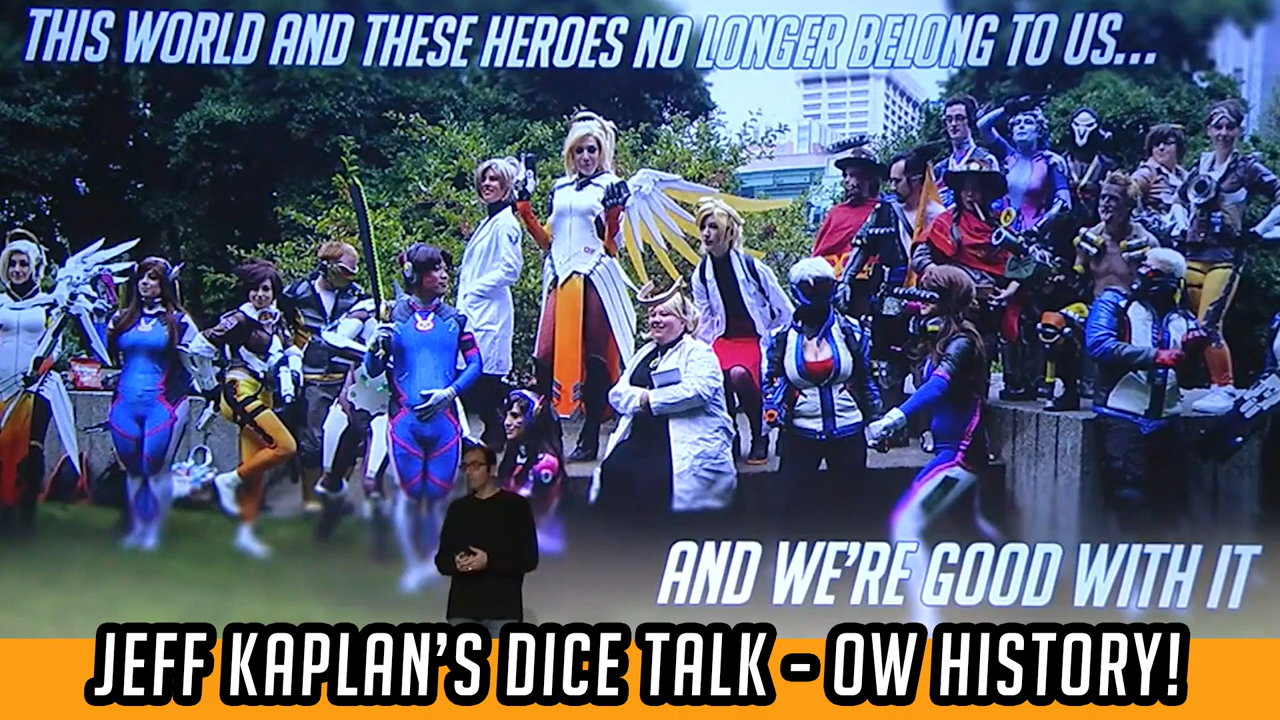 THIS WORLD AND THESE HEROES NO LONGER BELONG TO US...
AND WE'RE GOOD WITH IT
JEFF KAPLAN'S DICE TALK - OW HISTORY!